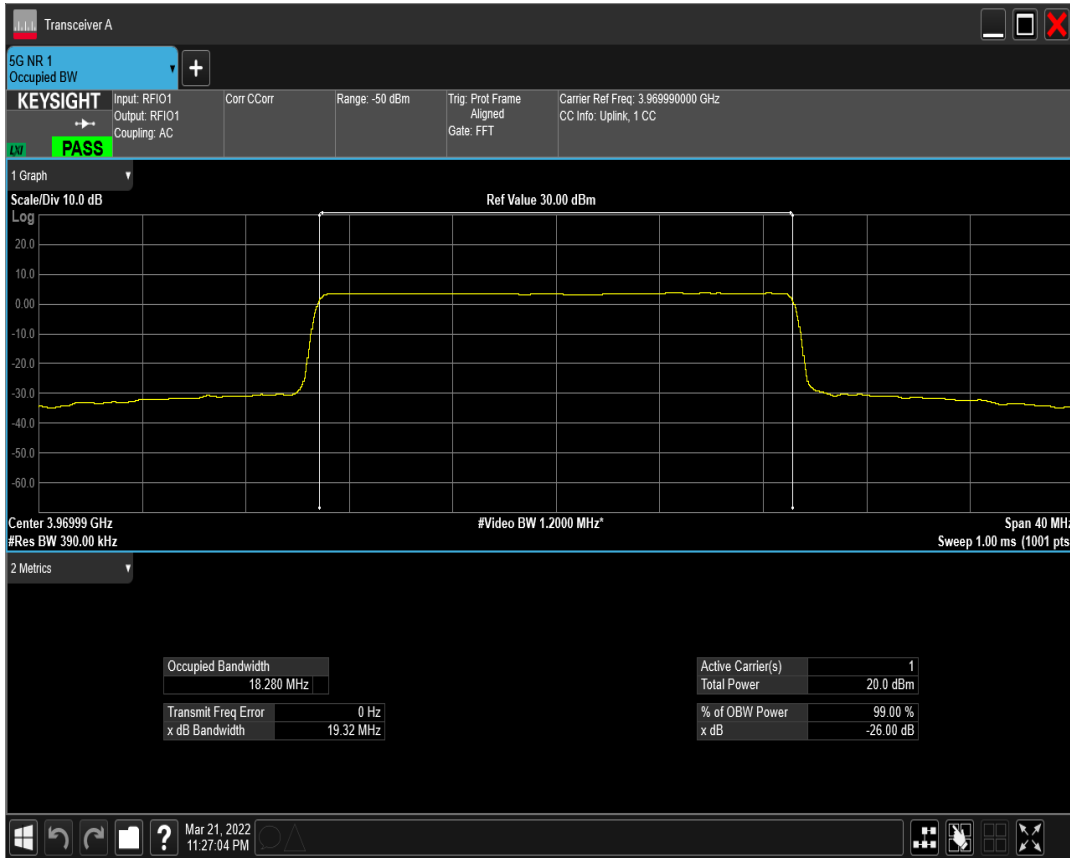 Transceiver A
5G NR 1
Occupied BW
KEYSIGHT
LXI
PASS
Input: RFIO1
Output: RFIO1
Coupling: AC
Corr CCorr
Range: -50 dBm
Trig: Prot Frame
Aligned
Gate: FFT
Carrier Ref Freq: 3.969990000 GHz
CC Info: Uplink, 1 CC
1 Graph
Scale/Div 10.0 dB
Ref Value 30.00 dBm
Log
20.0
10.0
0.00
-10.0
-20.0
-30.0
-40.0
-50.0
-60.0
Center 3.96999 GHz
#Video BW 1.2000 MHz*
Span 40 MHz
#Res BW 390.00 kHz
Sweep 1.00 ms (1001 pts
2 Metrics
Occupied Bandwidth
18.280 MHz
Transmit Freq Error 0 Hz
x dB Bandwidth 19.32 MHz
Active Carrier(s) 1
Total Power 20.0 dBm
% of OBW Power 99.00 %
x dB -26.00 dB
Mar 21, 2022
11:27:04 PM